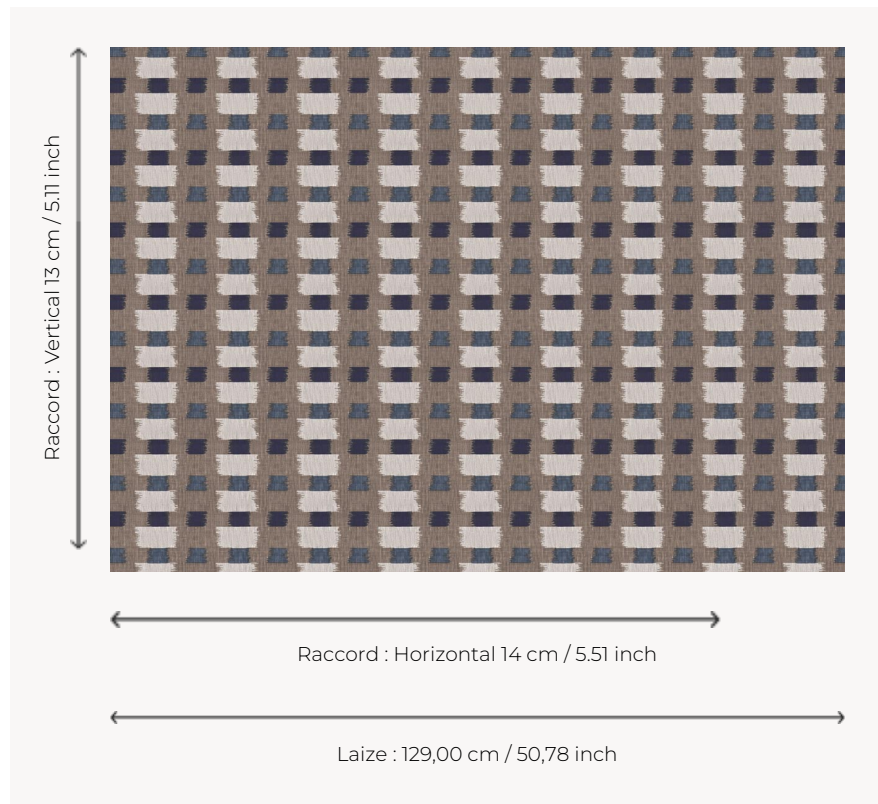 Raccord : Vertical 13 cm / 5.11 inch
Raccord : Horizontal 14 cm / 5.51 inch
Laize : 129,00 cm / 50,78 inch